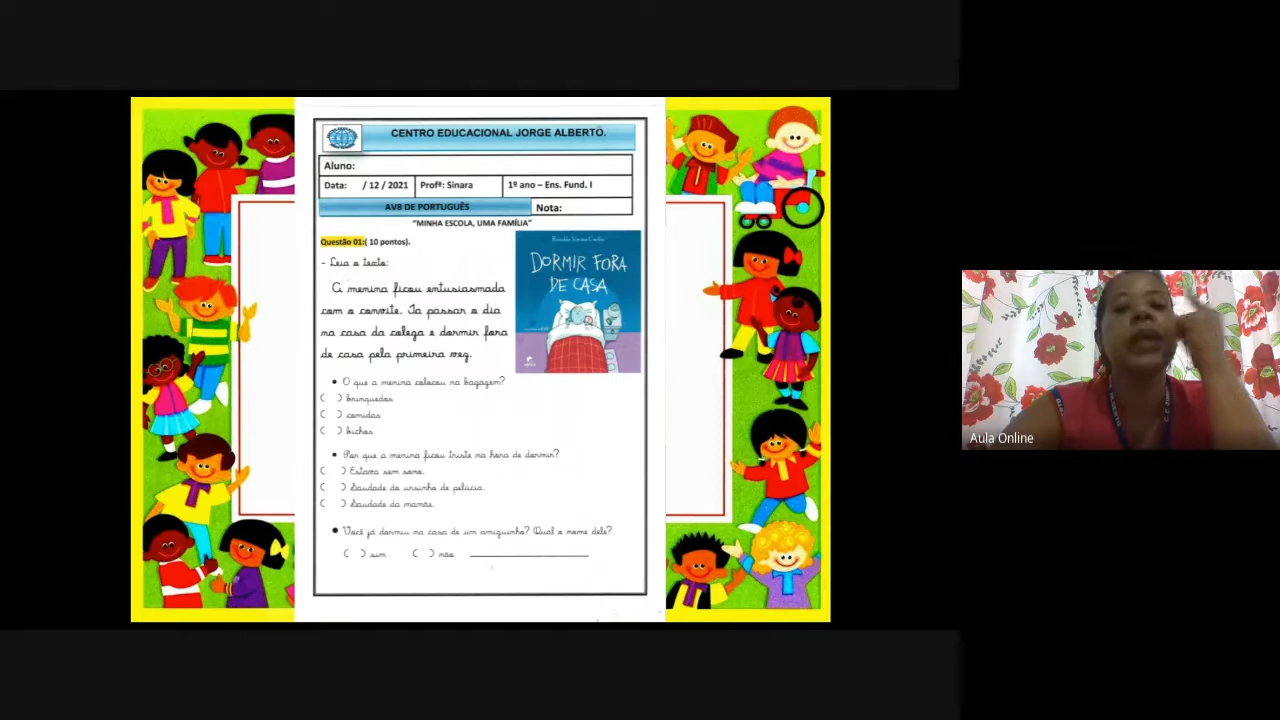 CENTRO EDUCACIONAL JORGE ALBERTO.
Aluno:
Data: / 12 / 2021 Profª: Sinara 1º ano – Ens. Fund. I
AV8 DE PORTUGUÊS Nota:
"MINHA ESCOLA, UMA FAMÍLIA"
Questão 01:( 10 pontos).
- Leia o texto:
A menina ficou entusiasmada
com o convite. Ia passar o dia
na casa da colega e dormir fora
de casa pela primeira vez.
Ronaldo Simões Coelho
DORMIR FORA
DE CASA
• O que a menina colocou na bagagem?
( ) brinquedos
( ) comidas
( ) bichos
• Por que a menina ficou triste na hora de dormir?
( ) Estava sem sono.
( ) Saudade do ursinho de pelúcia.
( ) Saudade da mamãe.
• Você já dormiu na casa de um amiguinho? Qual o nome dele?
( ) sim ( ) não ____________________
Aula Online